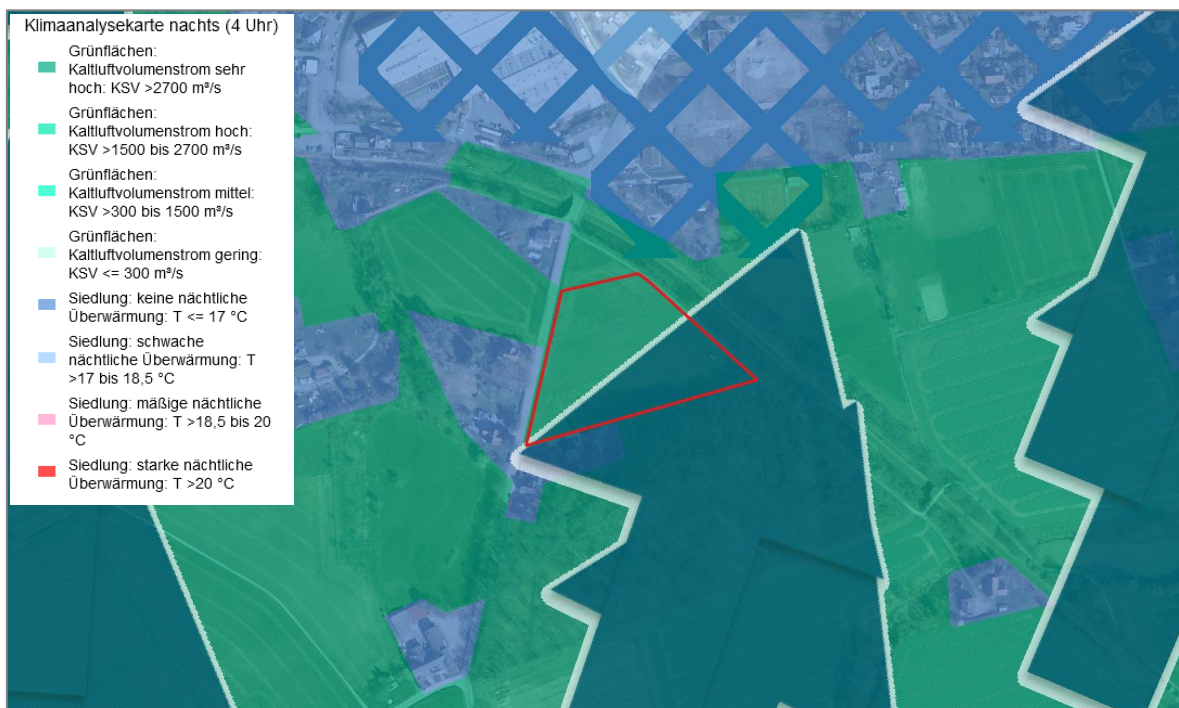 Klimaanalysekarte nachts (4 Uhr)
Grünflächen:
Kaltluftvolumenstrom sehr
hoch: KSV >2700 m³/s
Grünflächen:
Kaltluftvolumenstrom hoch:
KSV >1500 bis 2700 m³/s
Grünflächen:
Kaltluftvolumenstrom mittel:
KSV >300 bis 1500 m³/s
Grünflächen:
Kaltluftvolumenstrom gering:
KSV <= 300 m³/s
Siedlung: keine nächtliche
Überwärmung: T <= 17 °C
Siedlung: schwache
nächtliche Überwärmung: T
>17 bis 18,5 °C
Siedlung: mäßige nächtliche
Überwärmung: T >18,5 bis 20
°C
Siedlung: starke nächtliche
Überwärmung: T >20 °C